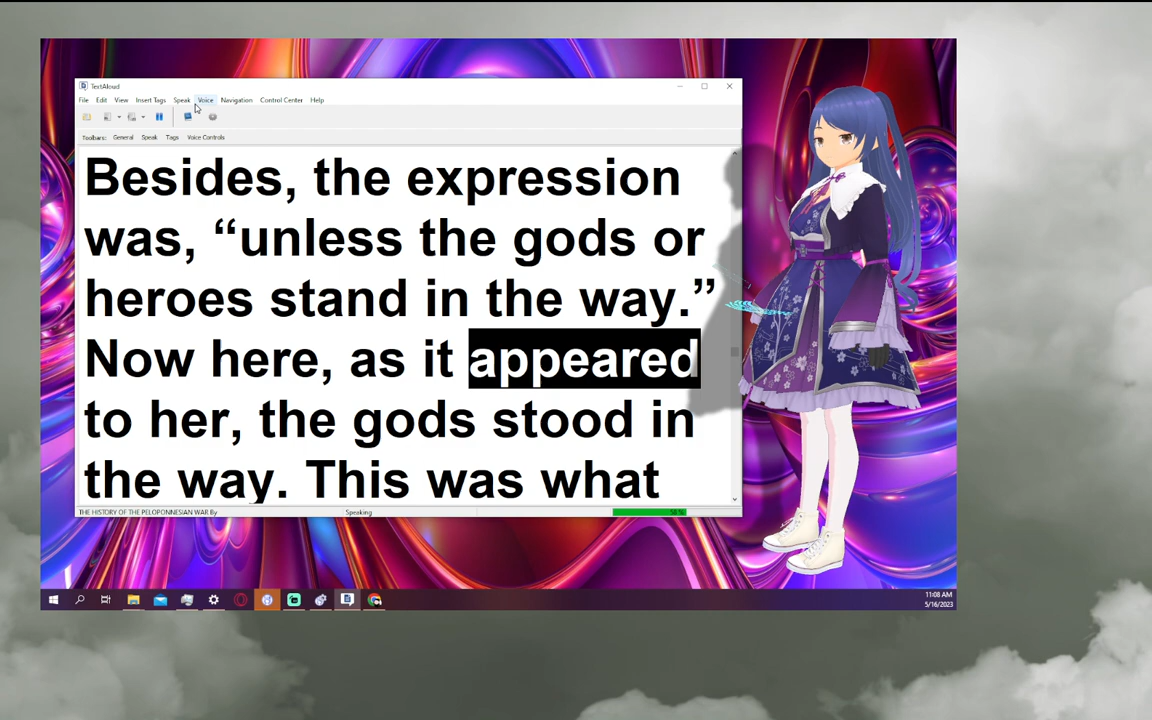 TextAloud
File Edit View Insert Tags Speak Voice Navigation Control Center Help
Toolbars: General Speak Tags Voice Controls
Besides, the expression
was, “unless the gods or
heroes stand in the way.”
Now here, as it appeared
to her, the gods stood in
the way. This was what
THE HISTORY OF THE PELOPONNESIAN WAR By Speaking 50 %
11:08 AM
5/16/2023